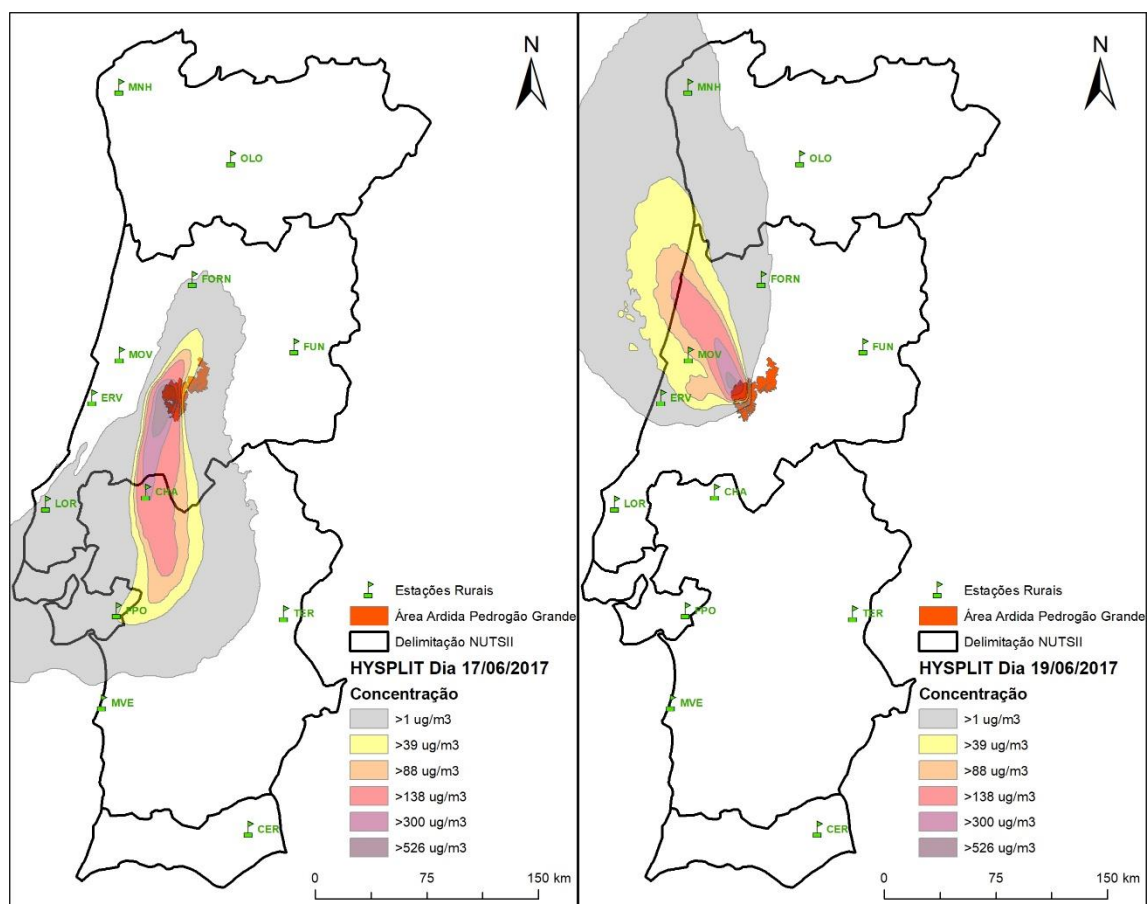 N
MNH
OLO
FORN
FUN
MOV
ERV
CHA
LOR
FPO
TER
MVE
CER
Estações Rurais
Área Ardida Pedrogão Grande
Delimitação NUTSII
HYSPLIT Dia 17/06/2017
Concentração
>1 ug/m3
>39 ug/m3
>88 ug/m3
>138 ug/m3
>300 ug/m3
>526 ug/m3
0 75 150 km
N
MNH
OLO
FORN
FUN
MOV
ERV
CHA
LOR
FPO
TER
MVE
CER
Estações Rurais
Área Ardida Pedrogão Grande
Delimitação NUTSII
HYSPLIT Dia 19/06/2017
Concentração
>1 ug/m3
>39 ug/m3
>88 ug/m3
>138 ug/m3
>300 ug/m3
>526 ug/m3
0 75 150 km